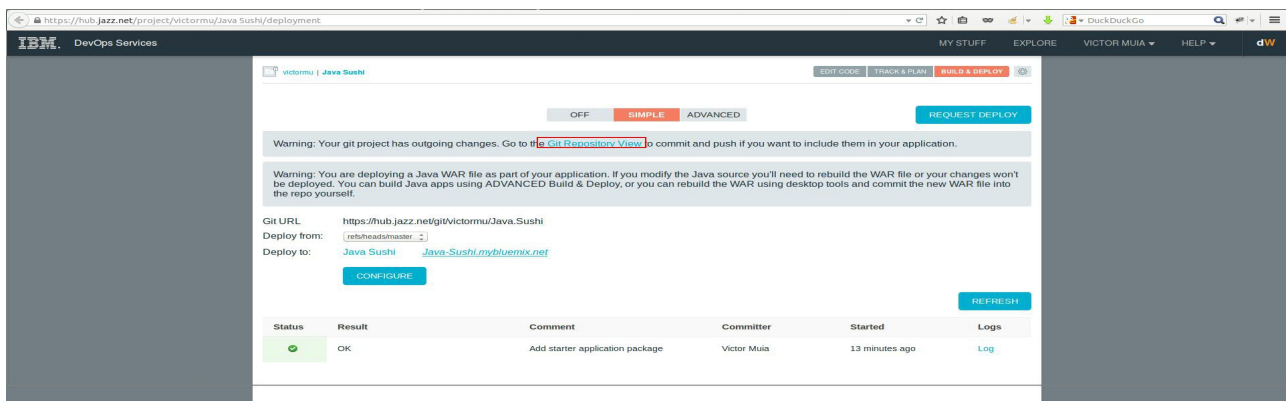 https://hub.jazz.net/project/victormu/Java Sushi/deployment
DuckDuckGo
IBM. DevOps Services
MY STUFF EXPLORE VICTOR MUIA HELP dW
victormu | Java Sushi
EDIT CODE TRACK & PLAN BUILD & DEPLOY
OFF SIMPLE ADVANCED
REQUEST DEPLOY
Warning: Your git project has outgoing changes. Go to the Git Repository View to commit and push if you want to include them in your application.
Warning: You are deploying a Java WAR file as part of your application. If you modify the Java source you'll need to rebuild the WAR file or your changes won't
be deployed. You can build Java apps using ADVANCED Build & Deploy, or you can rebuild the WAR using desktop tools and commit the new WAR file into
the repo yourself.
Git URL https://hub.jazz.net/git/victormu/Java.Sushi
Deploy from: refs/heads/master
Deploy to: Java Sushi Java-Sushi.mybluemix.net
CONFIGURE
REFRESH
Status Result Comment Committer Started Logs
OK Add starter application package Victor Muia 13 minutes ago Log